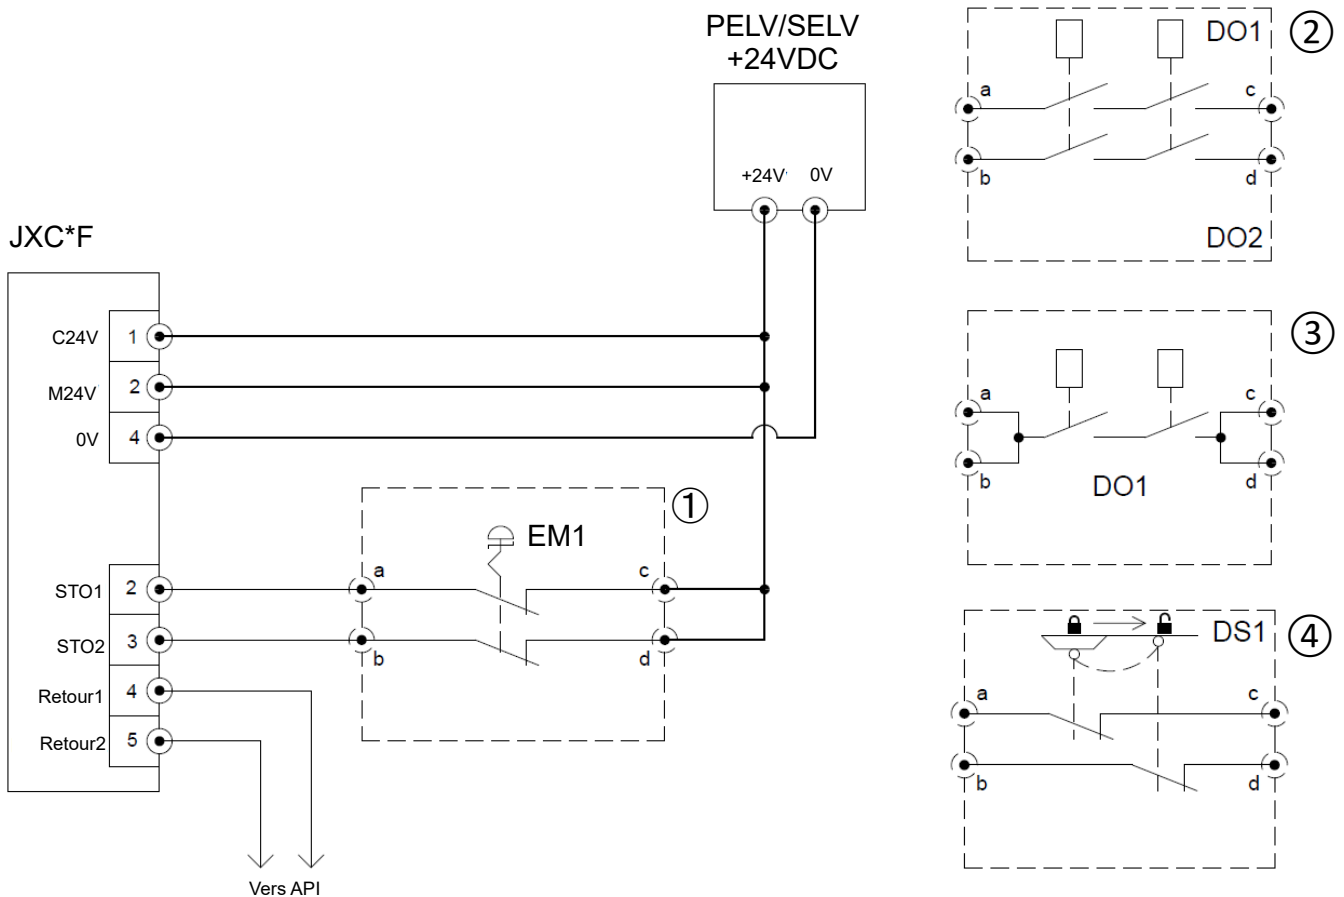 PELV/SELV
+24VDC
+24V 0V
JXC*F
C24V 1
M24V 2
0V 4
STO1 2
STO2 3
Retour1 4
Retour2 5
Vers API
①
EM1
a c
b d
②
DO1
a c
b d
DO2
③
a c
b d
DO1
④
DS1
a c
b d